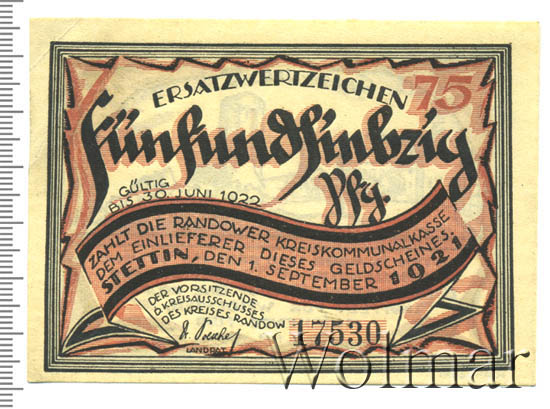 ERSATZWERTZEICHEN
75
Fünfundsiebzig
Pfg.
GÜLTIG
BIS 30. JUNI 1922
ZAHLT DIE RANDOWER KREISKOMMUNALKASSE
DEM EINLIEFERER DIESES GELDSCHEINES
STETTIN, DEN 1. SEPTEMBER 1921
DER VORSITZENDE
D. KREISAUSSCHUSSES
DES KREISES RANDOW
LANDRAT
17530
Wolmar